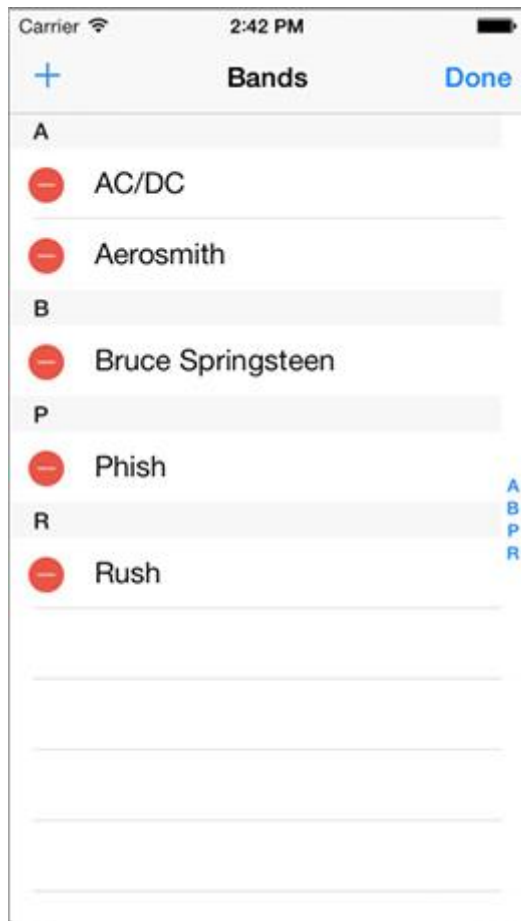 Carrier 2:42 PM
+ Bands Done
A
AC/DC
Aerosmith
B
Bruce Springsteen
P
Phish
R
Rush
A
B
P
R